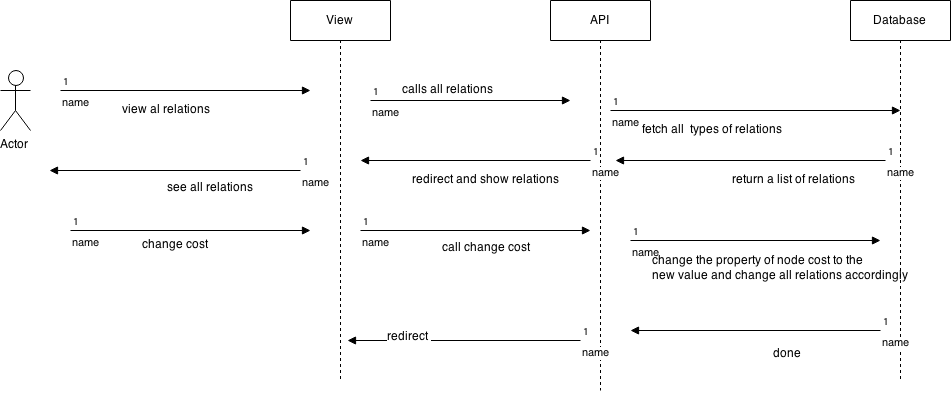 View
API
Database
1
name
view al relations
1
name
calls all relations
1
name
fetch all  types of relations
Actor
1
name
see all relations
1
name
redirect and show relations
1
name
return a list of relations
1
name
change cost
1
name
call change cost
1
name
change the property of node cost to the
new value and change all relations accordingly
redirect
1
name
1
name
done